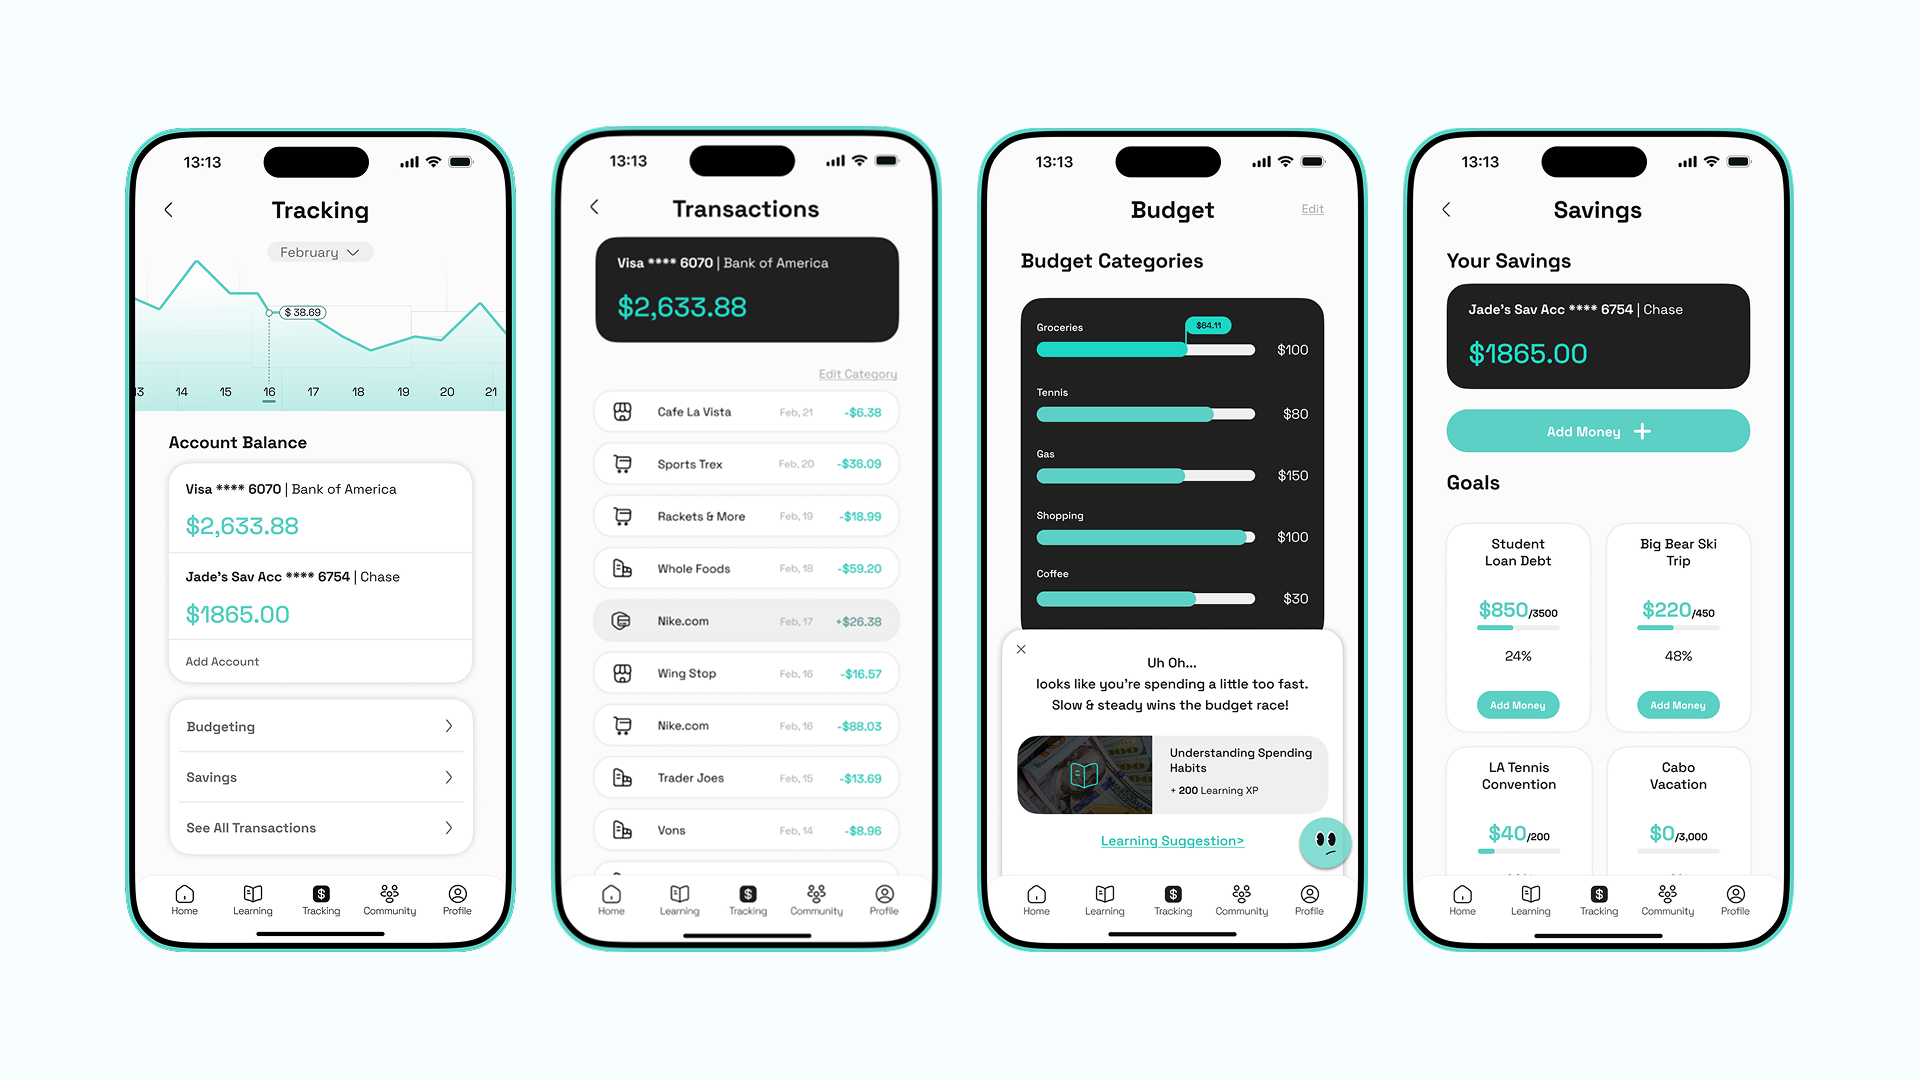 13:13
Tracking
February
$ 38.69
13 14 15 16 17 18 19 20 21
Account Balance
Visa **** 6070 | Bank of America
$2,633.88
Jade's Sav Acc **** 6754 | Chase
$1865.00
Add Account
Budgeting
Savings
See All Transactions
Home Learning Tracking Community Profile
13:13
Transactions
Visa **** 6070 | Bank of America
$2,633.88
Edit Category
Cafe La Vista Feb, 21 -$6.38
Sports Trex Feb, 20 -$36.09
Rackets & More Feb, 19 -$18.99
Whole Foods Feb, 18 -$59.20
Nike.com Feb, 17 +$26.38
Wing Stop Feb, 16 -$16.57
Nike.com Feb, 16 -$88.03
Trader Joes Feb, 15 -$13.69
Vons Feb, 14 -$8.96
Home Learning Tracking Community Profile
13:13
Budget Edit
Budget Categories
Groceries $64.11
$100
Tennis
$80
Gas
$150
Shopping
$100
Coffee
$30
Uh Oh...
looks like you're spending a little too fast.
Slow & steady wins the budget race!
Understanding Spending
Habits
+ 200 Learning XP
Learning Suggestion>
Home Learning Tracking Community Profile
13:13
Savings
Your Savings
Jade's Sav Acc **** 6754 | Chase
$1865.00
Add Money
Goals
Student
Loan Debt
$850/3500
24%
Add Money
Big Bear Ski
Trip
$220/450
48%
Add Money
LA Tennis
Convention
$40/200
Cabo
Vacation
$0/3,000
Home Learning Tracking Community Profile